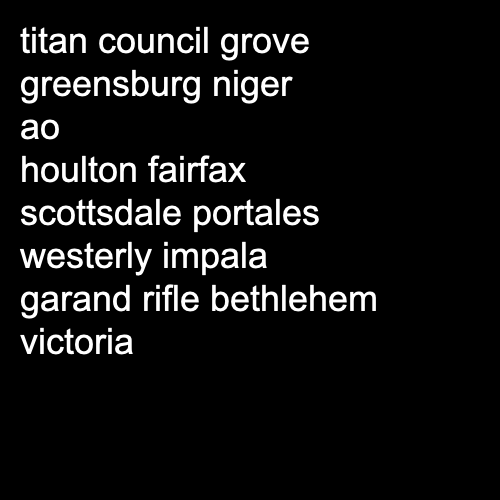 titan council grove
greensburg niger
ao
houlton fairfax
scottsdale portales
westerly impala
garand rifle bethlehem
victoria